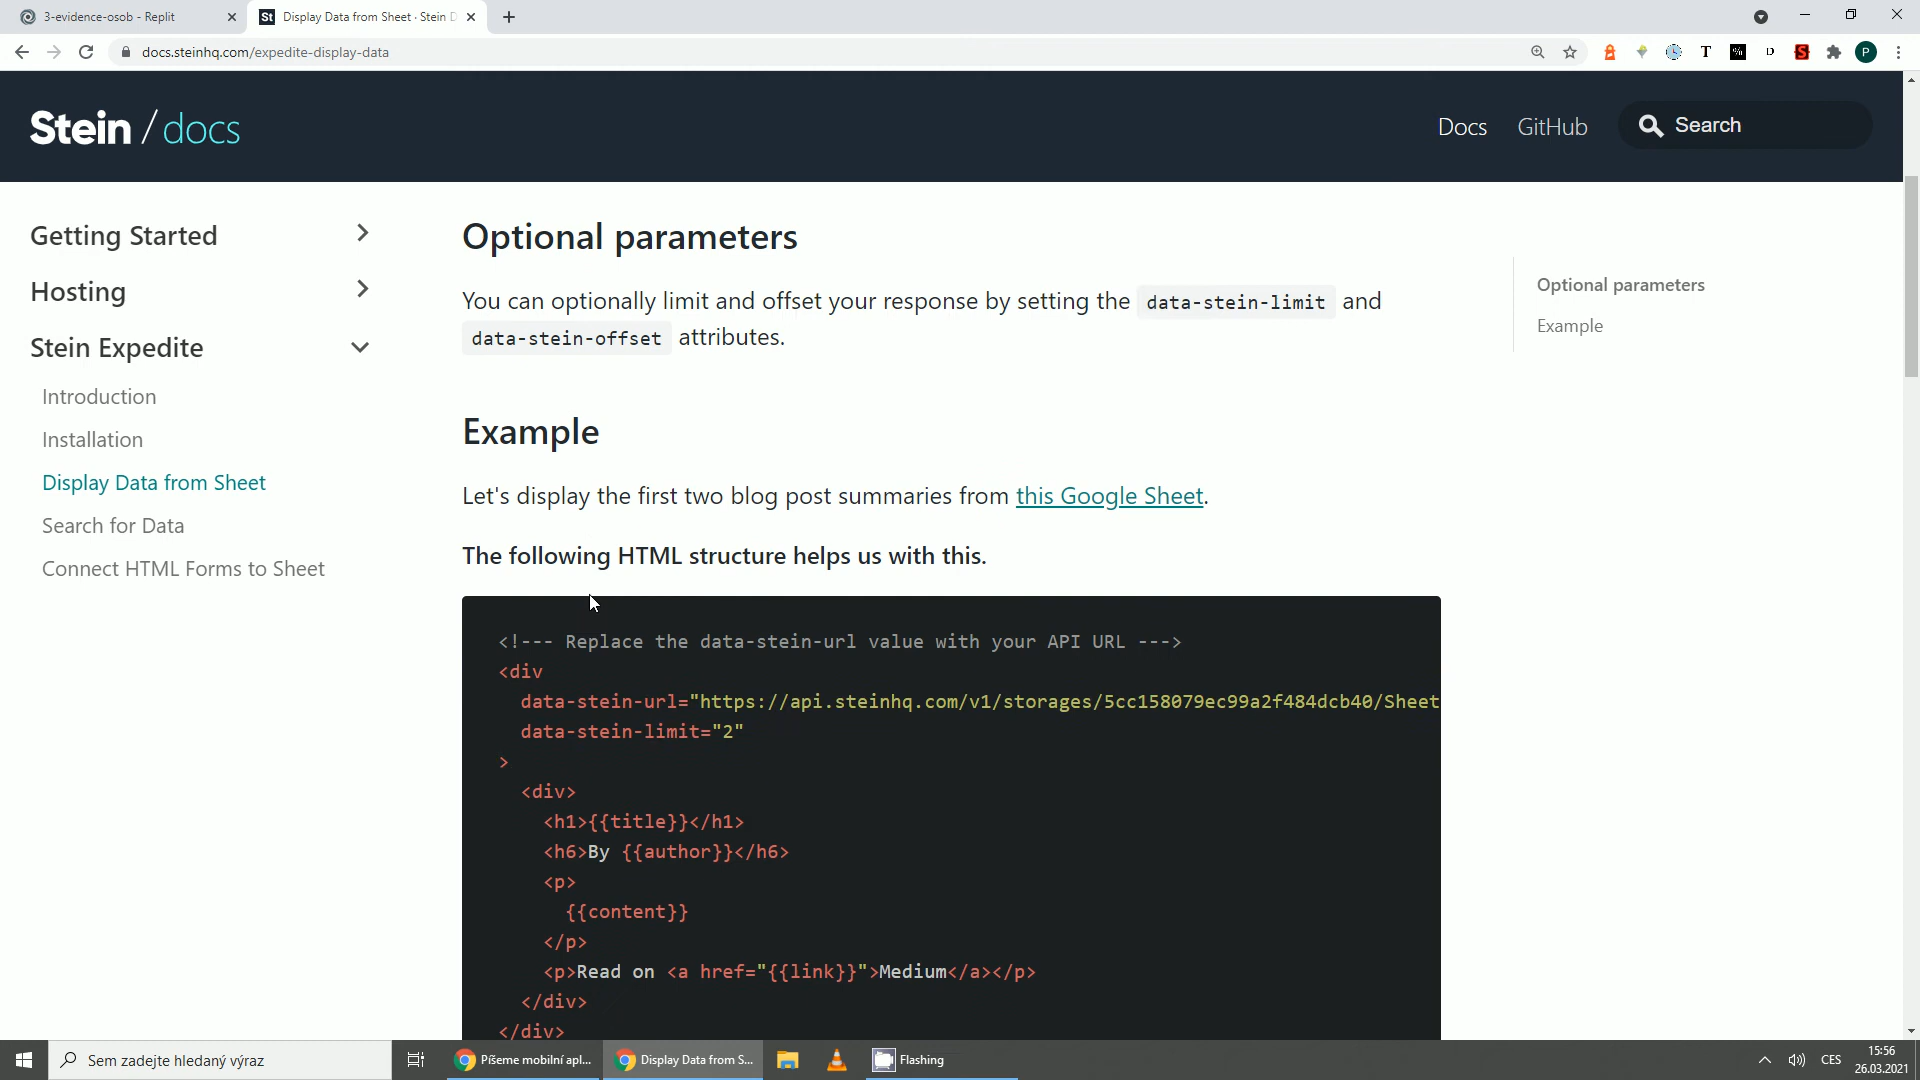 3-evidence-osob - Replit
St Display Data from Sheet · Stein D
docs.steinhq.com/expedite-display-data
T
D
S
P
Stein / docs
Docs
GitHub
Search
Getting Started
Hosting
Stein Expedite
Introduction
Installation
Display Data from Sheet
Search for Data
Connect HTML Forms to Sheet
Optional parameters
You can optionally limit and offset your response by setting the data-stein-limit and
data-stein-offset attributes.
Example
Let's display the first two blog post summaries from this Google Sheet.
The following HTML structure helps us with this.
<!--- Replace the data-stein-url value with your API URL --->
<div
data-stein-url="https://api.steinhq.com/v1/storages/5cc158079ec99a2f484dcb40/Sheet
data-stein-limit="2"
>
<div>
<h1>{{title}}</h1>
<h6>By {{author}}</h6>
<p>
{{content}}
</p>
<p>Read on <a href="{{link}}">Medium</a></p>
</div>
</div>
Optional parameters
Example
Sem zadejte hledaný výraz
Píšeme mobilní apl...
Display Data from S...
Flashing
CES
15:56
26.03.2021